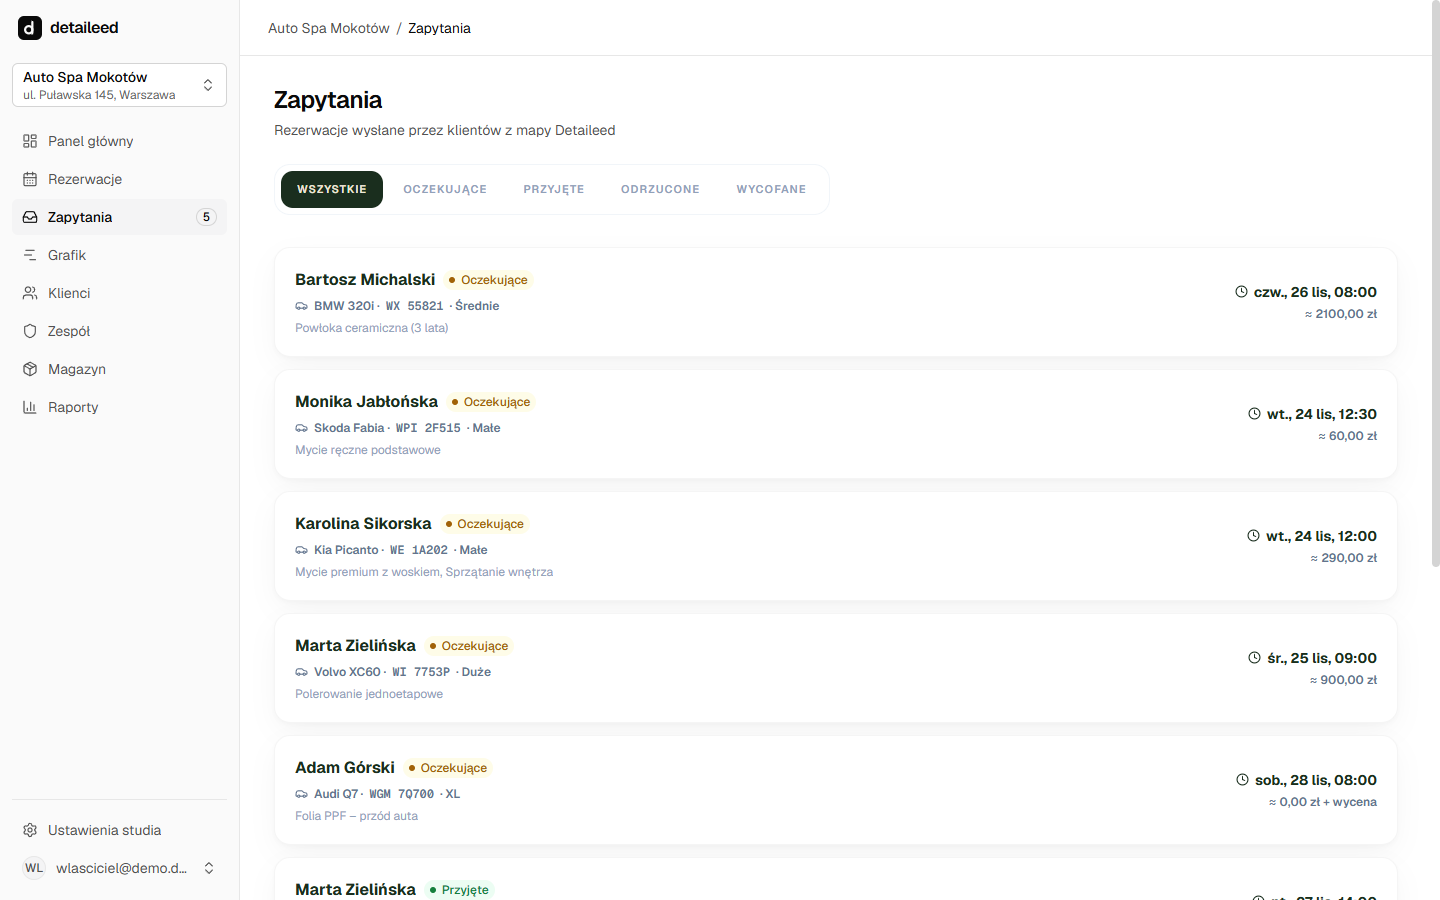 detaileed
Auto Spa Mokotów / Zapytania
Auto Spa Mokotów
ul. Puławska 145, Warszawa
Panel główny
Rezerwacje
Zapytania 5
Grafik
Klienci
Zespół
Magazyn
Raporty
Ustawienia studia
WL wlasciciel@demo.d...
Zapytania
Rezerwacje wysłane przez klientów z mapy Detaileed
WSZYSTKIE OCZEKUJĄCE PRZYJĘTE ODRZUCONE WYCOFANE
Bartosz Michalski Oczekujące
BMW 320i · WX 55821 · Średnie
Powłoka ceramiczna (3 lata)
czw., 26 lis, 08:00
≈ 2100,00 zł
Monika Jabłońska Oczekujące
Skoda Fabia · WPI 2F515 · Małe
Mycie ręczne podstawowe
wt., 24 lis, 12:30
≈ 60,00 zł
Karolina Sikorska Oczekujące
Kia Picanto · WE 1A202 · Małe
Mycie premium z woskiem, Sprzątanie wnętrza
wt., 24 lis, 12:00
≈ 290,00 zł
Marta Zielińska Oczekujące
Volvo XC60 · WI 7753P · Duże
Polerowanie jednoetapowe
śr., 25 lis, 09:00
≈ 900,00 zł
Adam Górski Oczekujące
Audi Q7 · WGM 7Q700 · XL
Folia PPF – przód auta
sob., 28 lis, 08:00
≈ 0,00 zł + wycena
Marta Zielińska Przyjęte